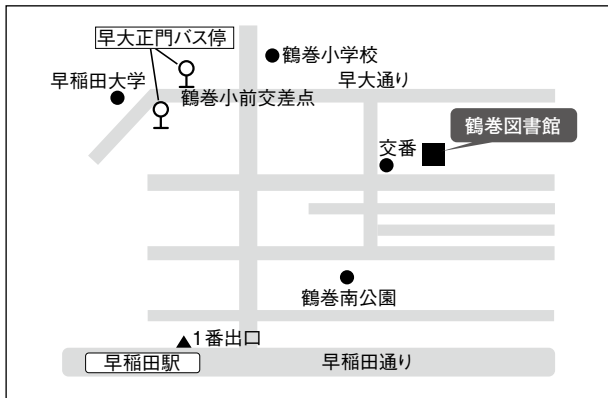 早大正門バス停
鶴巻小学校
早稲田大学
早大通り
鶴巻小前交差点
鶴巻図書館
交番
鶴巻南公園
1番出口
早稲田駅
早稲田通り